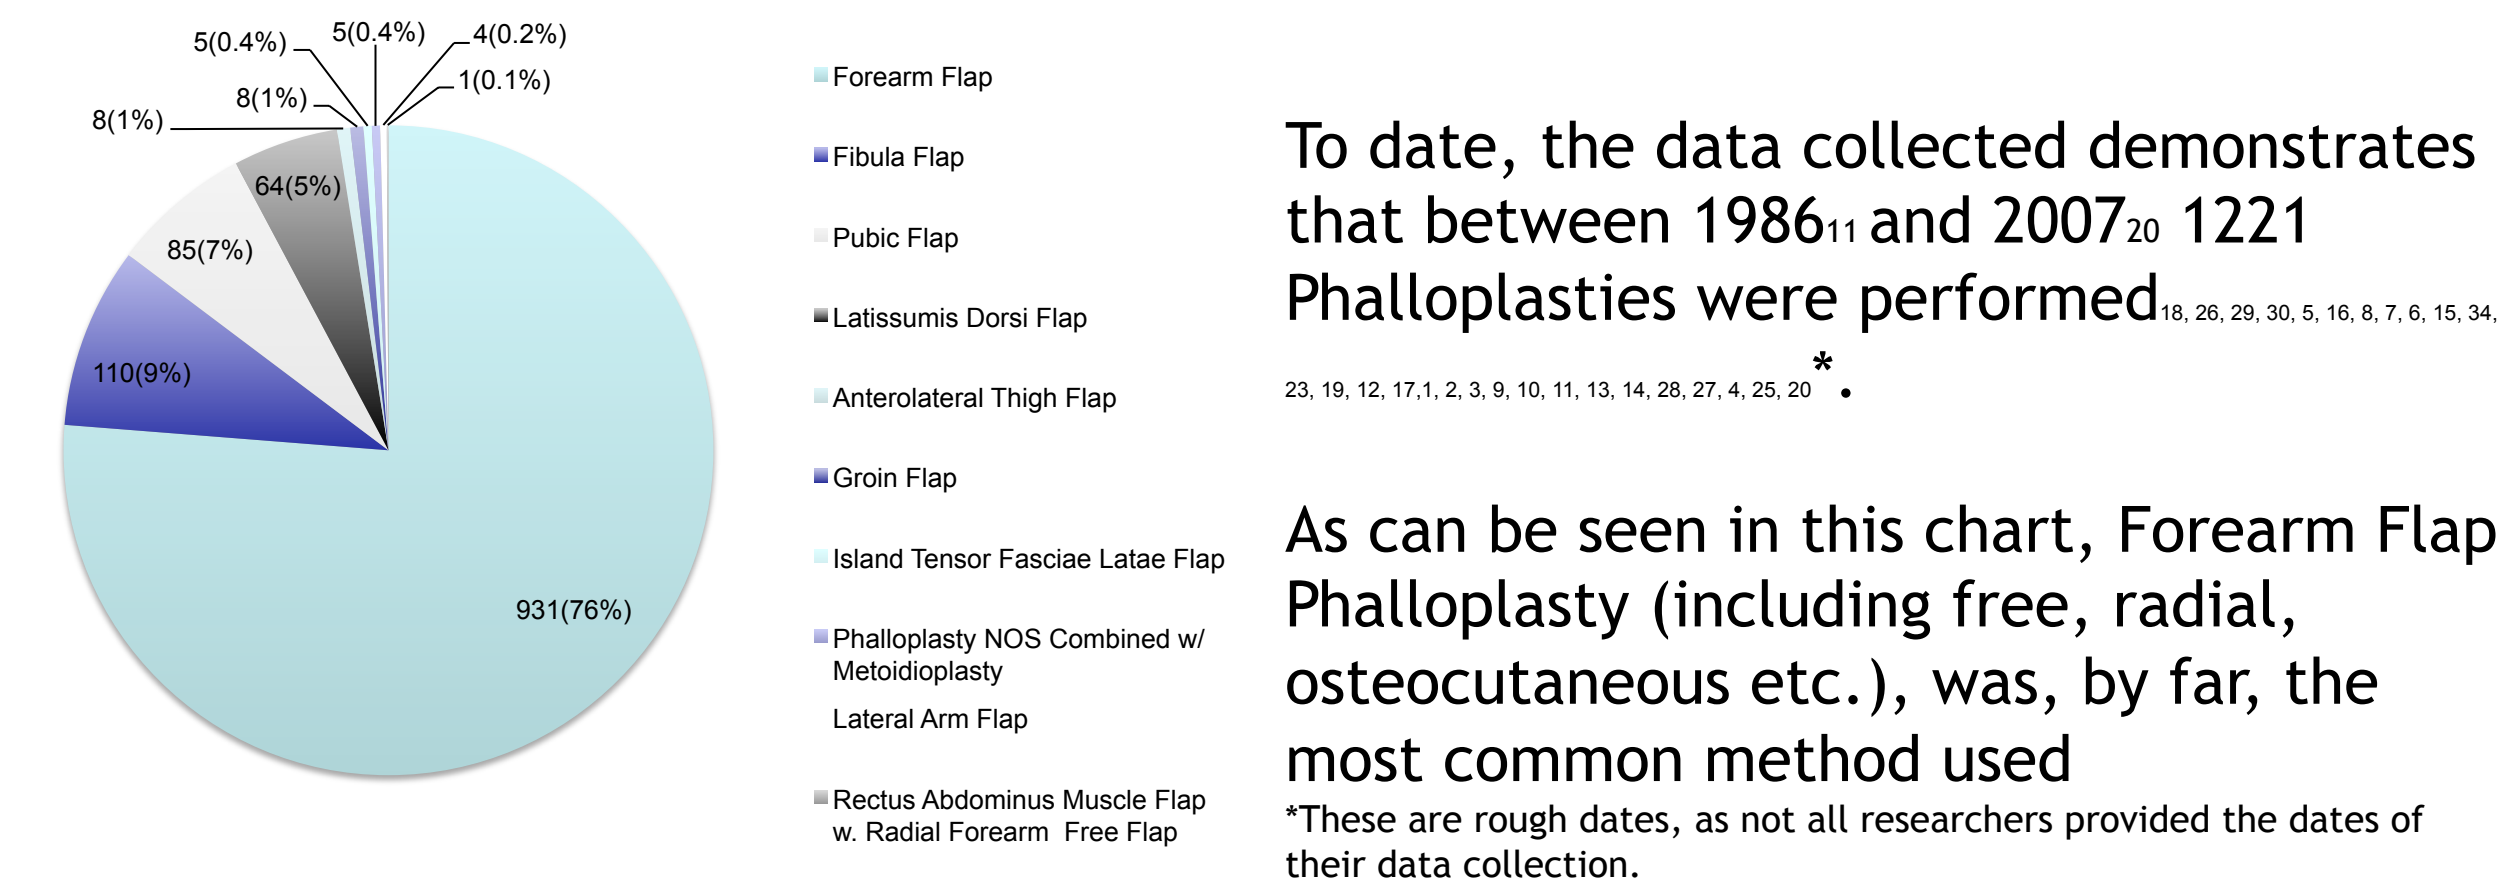 5(0.4%)
5(0.4%)
4(0.2%)
8(1%)
1(0.1%)
8(1%)
64(5%)
85(7%)
110(9%)
931(76%)
Forearm Flap
Fibula Flap
Pubic Flap
Latissumis Dorsi Flap
Anterolateral Thigh Flap
Groin Flap
Island Tensor Fasciae Latae Flap
Phalloplasty NOS Combined w/
Metoidioplasty
Lateral Arm Flap
Rectus Abdominus Muscle Flap
w. Radial Forearm Free Flap
To date, the data collected demonstrates
that between 1986 11 and 2007 20 1221
Phalloplasties were performed 18, 26, 29, 30, 5, 16, 8, 7, 6, 15, 34,
23, 19, 12, 17,1, 2, 3, 9, 10, 11, 13, 14, 28, 27, 4, 25, 20 *.
As can be seen in this chart, Forearm Flap
Phalloplasty (including free, radial,
osteocutaneous etc.), was, by far, the
most common method used
*These are rough dates, as not all researchers provided the dates of
their data collection.